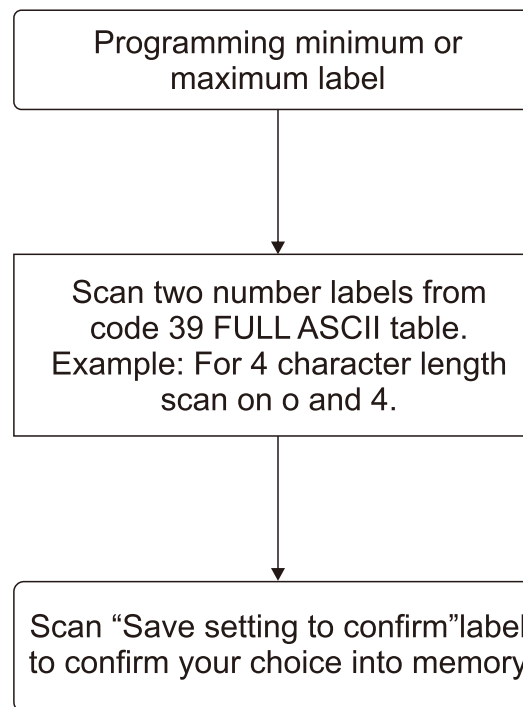 Programming minimum or
maximum label
Scan two number labels from
code 39 FULL ASCII table.
Example: For 4 character length
scan on o and 4.
Scan “Save setting to confirm”label
to confirm your choice into memory